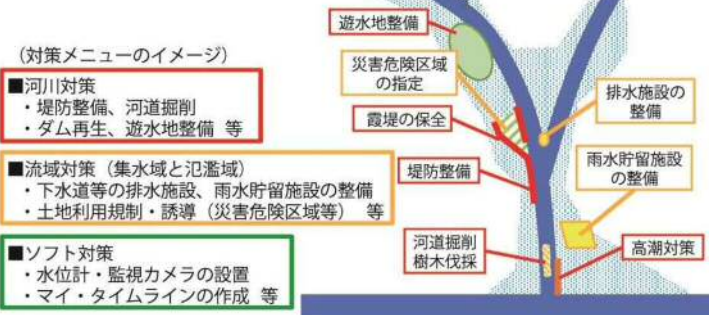 （対策メニューのイメージ）
■河川対策
・堤防整備、河道掘削
・ダム再生、遊水地整備 等
■流域対策（集水域と氾濫域）
・下水道等の排水施設、雨水貯留施設の整備
・土地利用規制・誘導（災害危険区域等） 等
■ソフト対策
・水位計・監視カメラの設置
・マイ・タイムラインの作成 等
遊水地整備
災害危険区域
の指定
霞堤の保全
堤防整備
河道掘削
樹木伐採
排水施設の
整備
雨水貯留施設
の整備
高潮対策